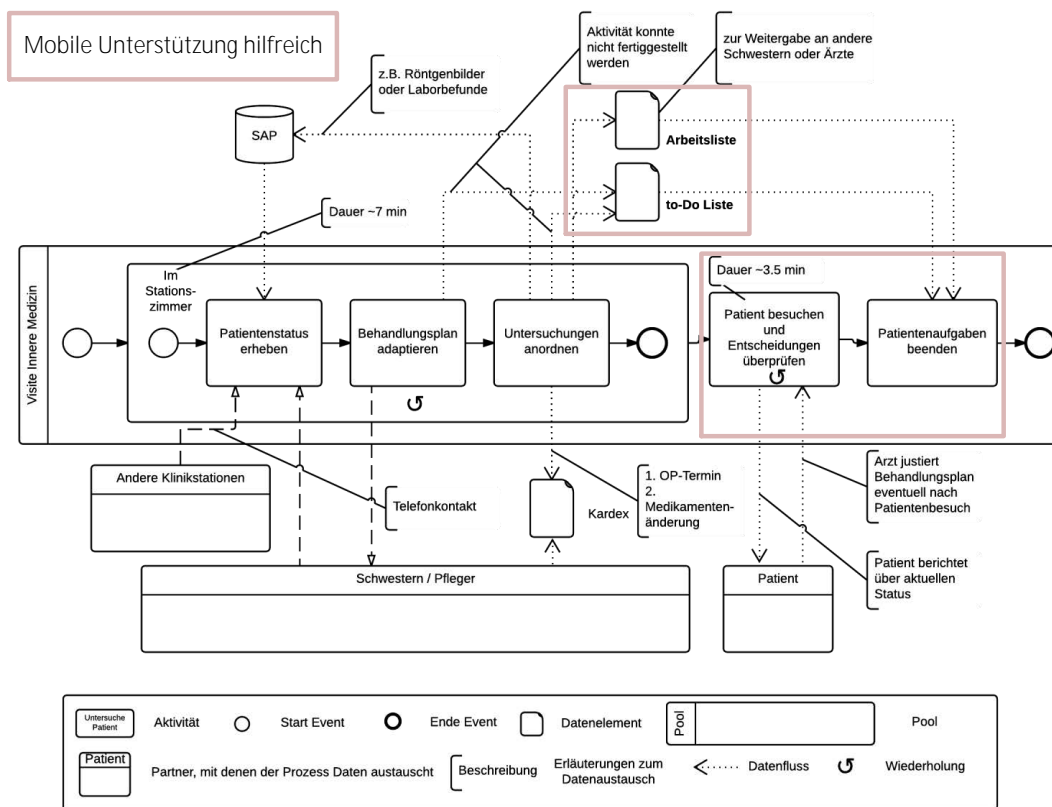 Mobile Unterstützung hilfreich
Aktivität konnte
nicht fertiggestellt
werden
zur Weitergabe an andere
Schwestern oder Ärzte
z.B. Röntgenbilder
oder Laborbefunde
SAP
Arbeitsliste
to-Do Liste
Dauer ~7 min
Visite Innere Medizin
Im
Stations-
zimmer
Patientenstatus
erheben
Behandlungsplan
adaptieren
Untersuchungen
anordnen
Dauer ~3.5 min
Patient besuchen
und
Entscheidungen
überprüfen
Patientenaufgaben
beenden
Andere Klinikstationen
Telefonkontakt
Kardex
1. OP-Termin
2.
Medikamenten-
änderung
Arzt justiert
Behandlungsplan
eventuell nach
Patientenbesuch
Schwestern / Pfleger
Patient
Patient berichtet
über aktuellen
Status
Untersuche
Patient
Aktivität
Start Event
Ende Event
Datenelement
Pool
Pool
Patient
Partner, mit denen der Prozess Daten austauscht
Beschreibung
Erläuterungen zum
Datenaustausch
Datenfluss
Wiederholung